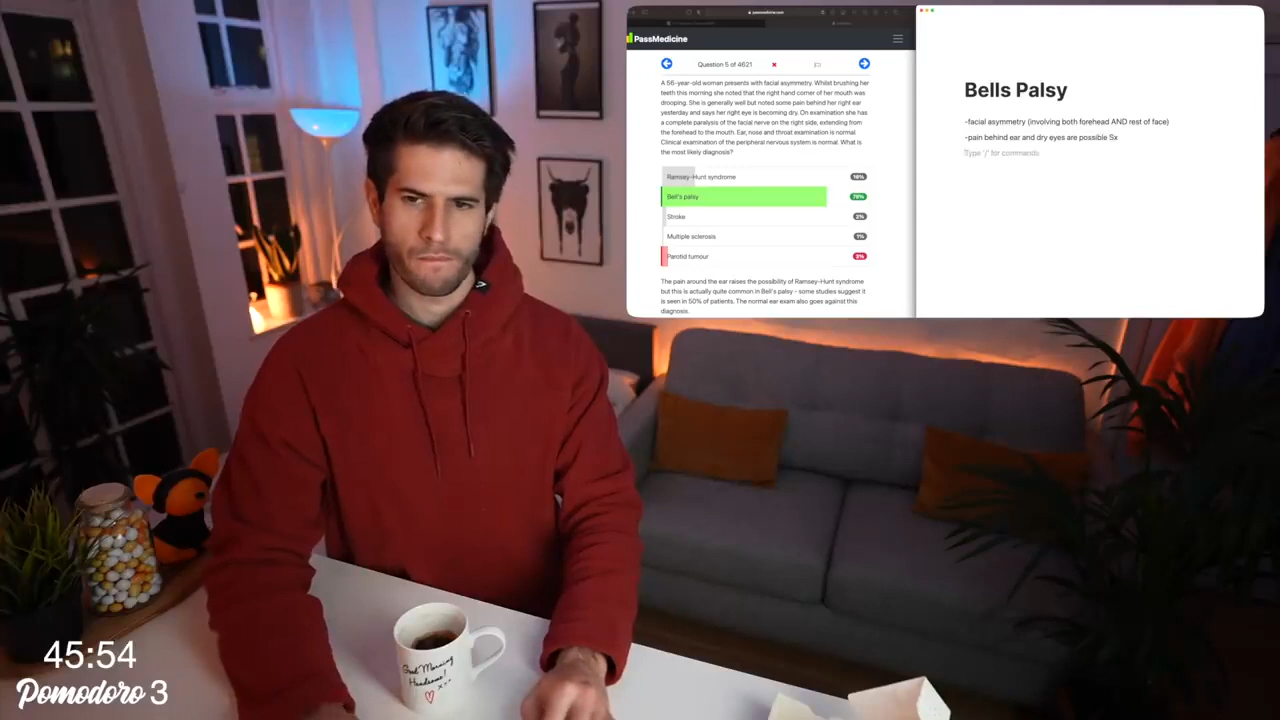 passmedicine.com
PassMedicine
Question 5 of 4621
A 56-year-old woman presents with facial asymmetry. Whilst brushing her
teeth this morning she noted that the right hand corner of her mouth was
drooping. She is generally well but noted some pain behind her right ear
yesterday and says her right eye is becoming dry. On examination she has
a complete paralysis of the facial nerve on the right side, extending from
the forehead to the mouth. Ear, nose and throat examination is normal.
Clinical examination of the peripheral nervous system is normal. What is
the most likely diagnosis?
Ramsey-Hunt syndrome 16%
Bell's palsy 78%
Stroke 2%
Multiple sclerosis 1%
Parotid tumour 3%
The pain around the ear raises the possibility of Ramsey-Hunt syndrome
but this is actually quite common in Bell's palsy - some studies suggest it
is seen in 50% of patients. The normal ear exam also goes against this
diagnosis.
Bells Palsy
-facial asymmetry (involving both forehead AND rest of face)
-pain behind ear and dry eyes are possible Sx
Type '/' for commands
Good Morning
Handsome!
x x x
45:54
Pomodoro 3